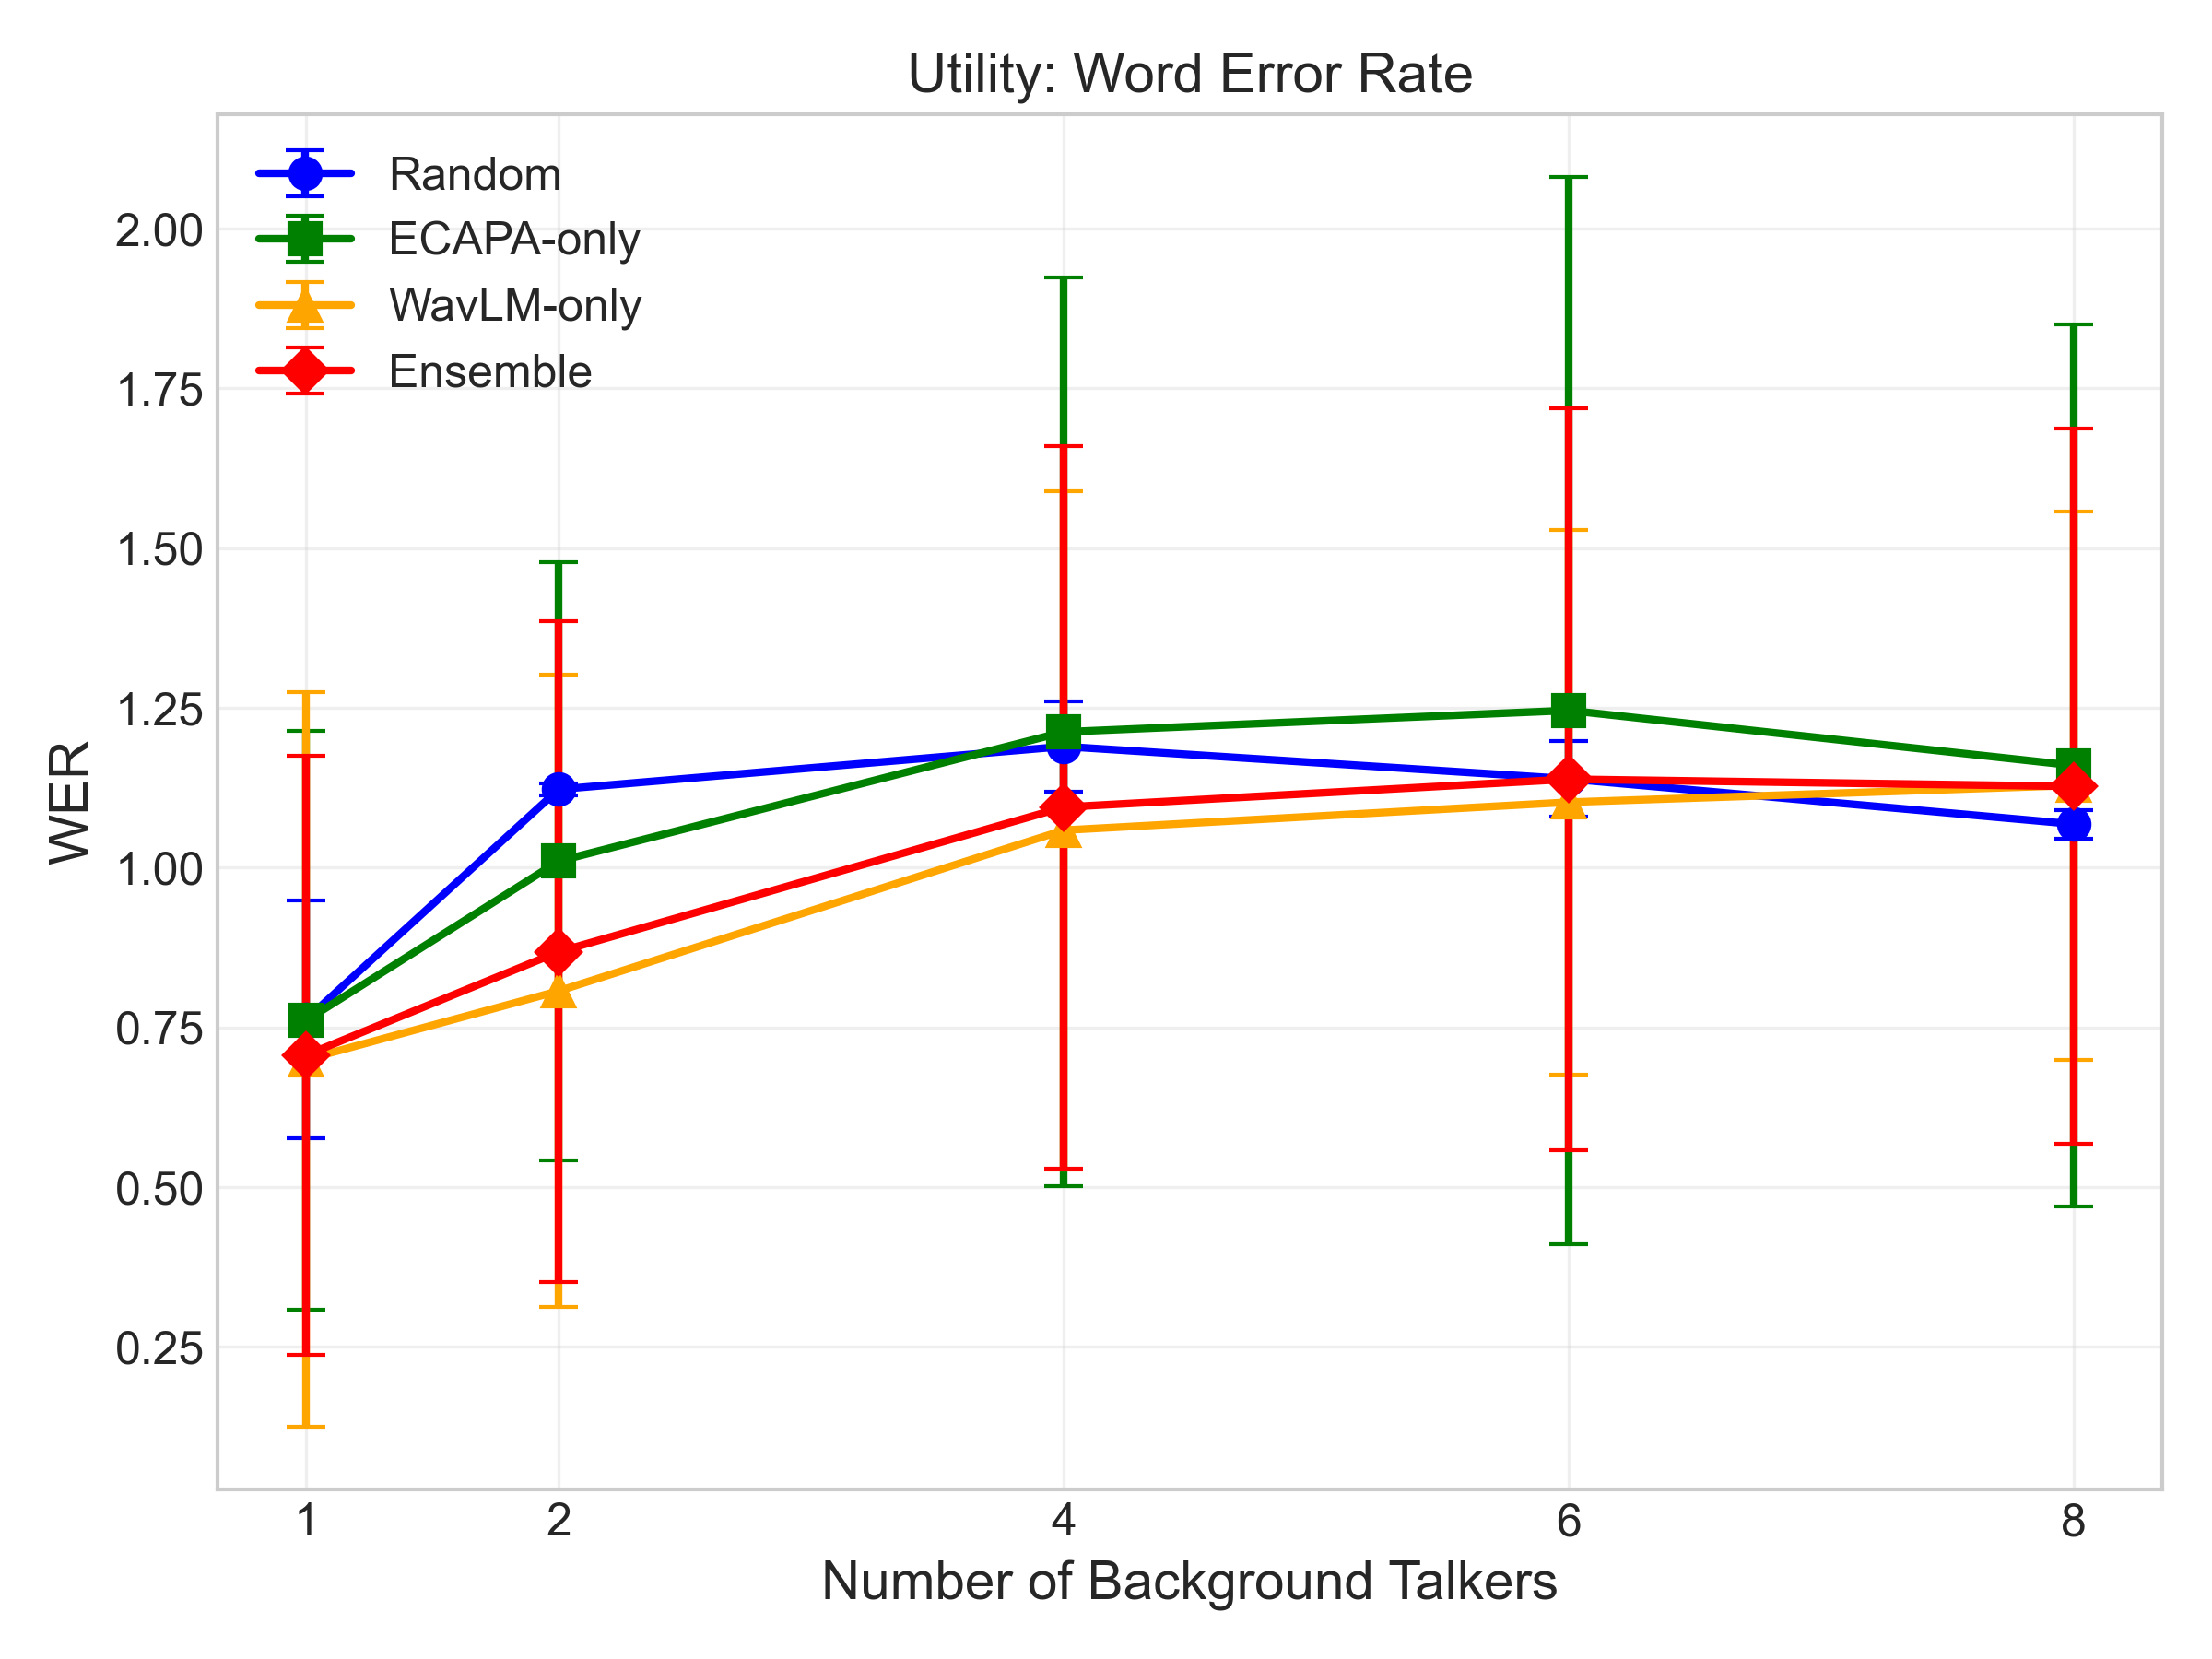 Utility: Word Error Rate
Random
ECAPA-only
WavLM-only
Ensemble
2.00
1.75
1.50
1.25
1.00
0.75
0.50
0.25
WER
1 2 4 6 8
Number of Background Talkers